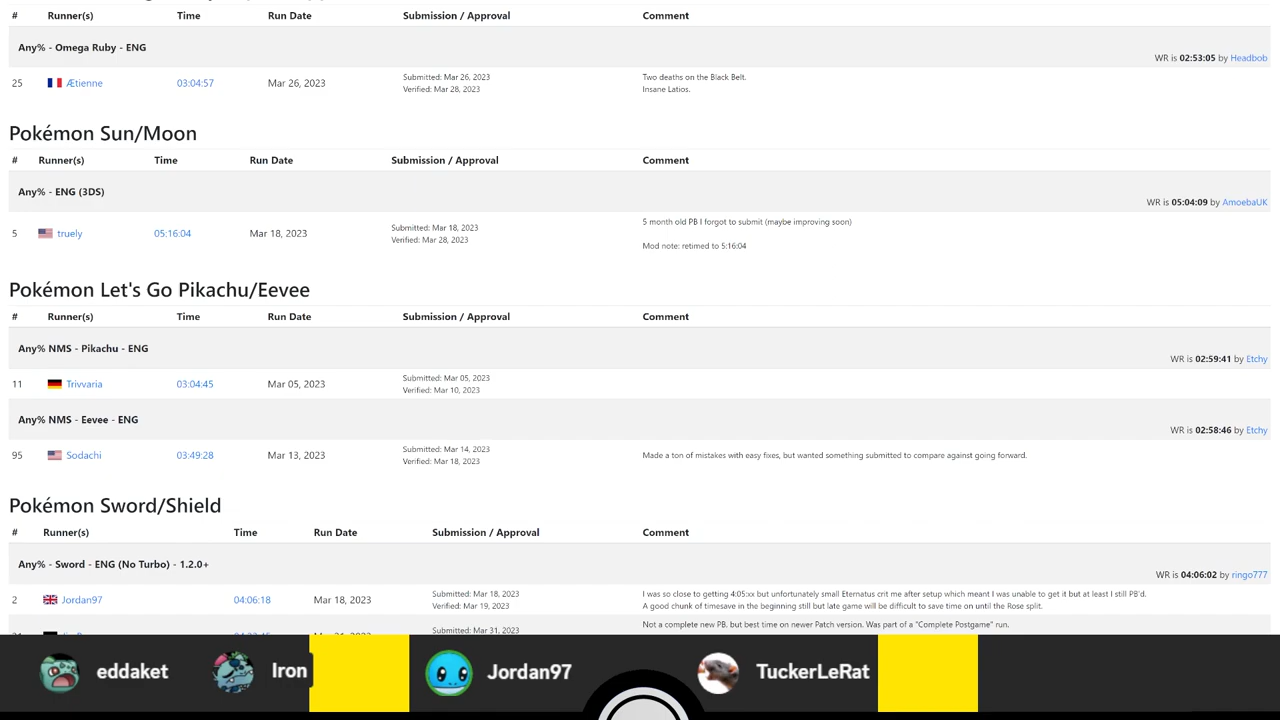 # Runner(s) Time Run Date Submission / Approval Comment
Any% - Omega Ruby - ENG
WR is 02:53:05 by Headbob
25 Ætienne 03:04:57 Mar 26, 2023 Submitted: Mar 26, 2023 Two deaths on the Black Belt.
Verified: Mar 28, 2023 Insane Latios.
Pokémon Sun/Moon
# Runner(s) Time Run Date Submission / Approval Comment
Any% - ENG (3DS)
WR is 05:04:09 by AmoebaUK
5 month old PB I forgot to submit (maybe improving soon)
5 truely 05:16:04 Mar 18, 2023 Submitted: Mar 18, 2023
Verified: Mar 28, 2023
Mod note: retimed to 5:16:04
Pokémon Let's Go Pikachu/Eevee
# Runner(s) Time Run Date Submission / Approval Comment
Any% NMS - Pikachu - ENG
WR is 02:59:41 by Etchy
11 Trivvaria 03:04:45 Mar 05, 2023 Submitted: Mar 05, 2023
Verified: Mar 10, 2023
Any% NMS - Eevee - ENG
WR is 02:58:46 by Etchy
95 Sodachi 03:49:28 Mar 13, 2023 Submitted: Mar 14, 2023 Made a ton of mistakes with easy fixes, but wanted something submitted to compare against going forward.
Verified: Mar 18, 2023
Pokémon Sword/Shield
# Runner(s) Time Run Date Submission / Approval Comment
Any% - Sword - ENG (No Turbo) - 1.2.0+
WR is 04:06:02 by ringo777
2 Jordan97 04:06:18 Mar 18, 2023 Submitted: Mar 18, 2023 I was so close to getting 4:05:xx but unfortunately small Eternatus crit me after setup which meant I was unable to get it but at least I still PB'd.
Verified: Mar 19, 2023 A good chunk of timesave in the beginning still but late game will be difficult to save time on until the Rose split.
Submitted: Mar 31, 2023 Not a complete new PB, but best time on newer Patch version. Was part of a "Complete Postgame" run.
eddaket Iron Jordan97 TuckerLeRat